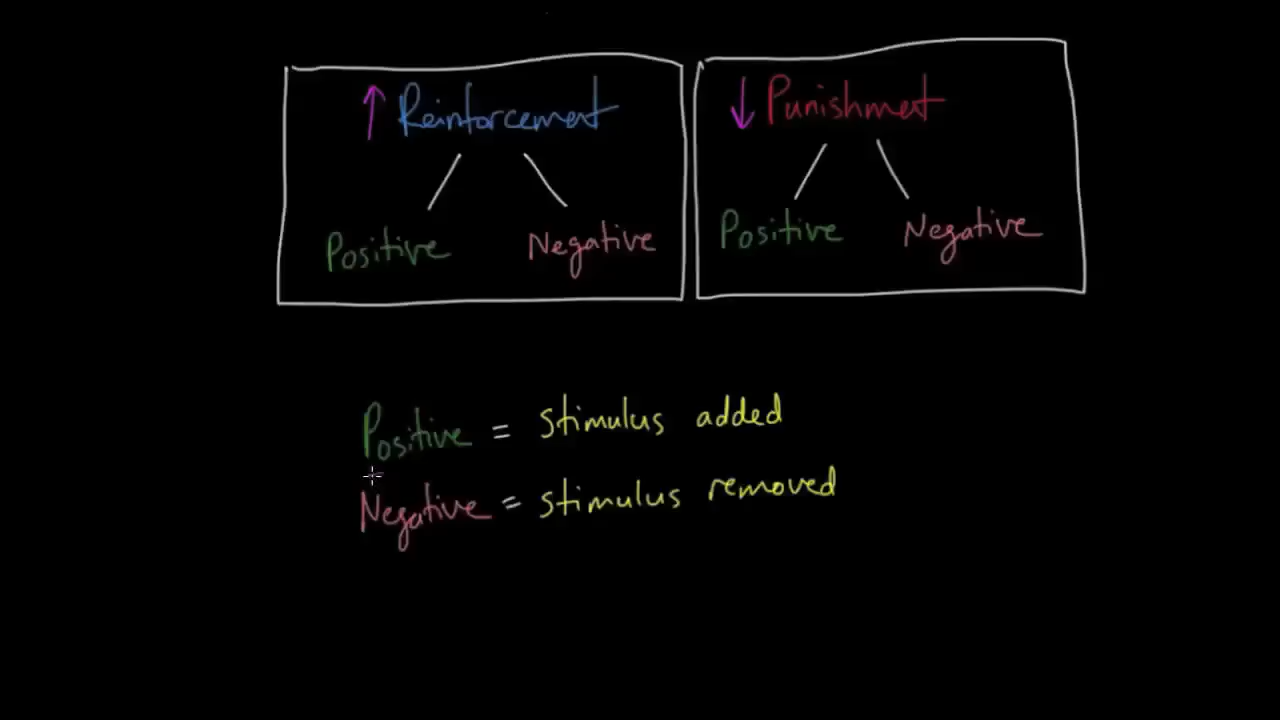 ↑ Reinforcement
Positive Negative
↓ Punishment
Positive Negative
Positive = Stimulus added
Negative = Stimulus removed